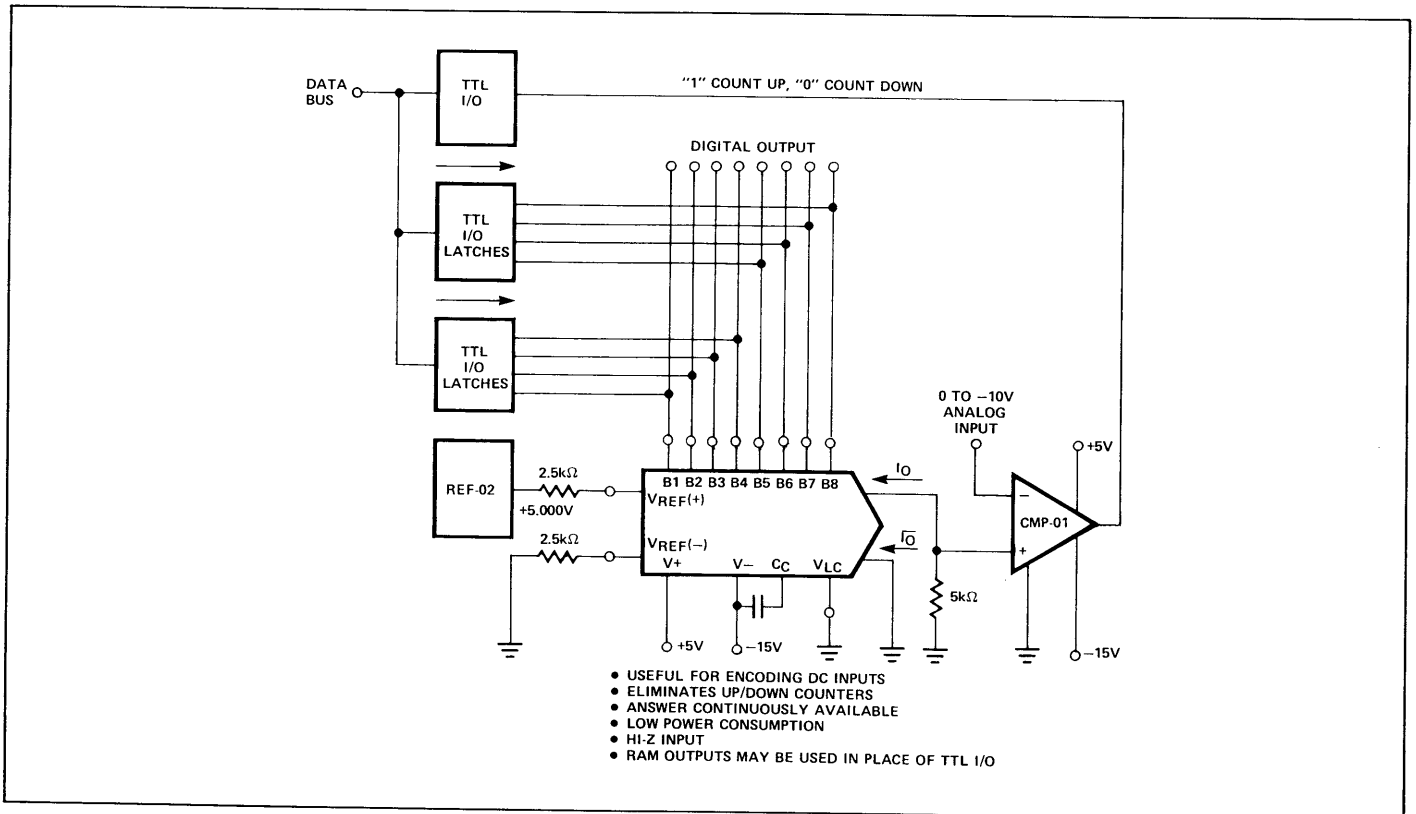 DATA
BUS
TTL
I/O
"1" COUNT UP, "0" COUNT DOWN
DIGITAL OUTPUT
TTL
I/O
LATCHES
TTL
I/O
LATCHES
REF-02
2.5kΩ
+5.000V
2.5kΩ
B1 B2 B3 B4 B5 B6 B7 B8
VREF(+)
VREF(−)
V+
V−
CC
VLC
IO
I̅O̅
0 TO −10V
ANALOG
INPUT
+5V
−
CMP-01
+
5kΩ
+5V
−15V
−15V
• USEFUL FOR ENCODING DC INPUTS
• ELIMINATES UP/DOWN COUNTERS
• ANSWER CONTINUOUSLY AVAILABLE
• LOW POWER CONSUMPTION
• HI-Z INPUT
• RAM OUTPUTS MAY BE USED IN PLACE OF TTL I/O